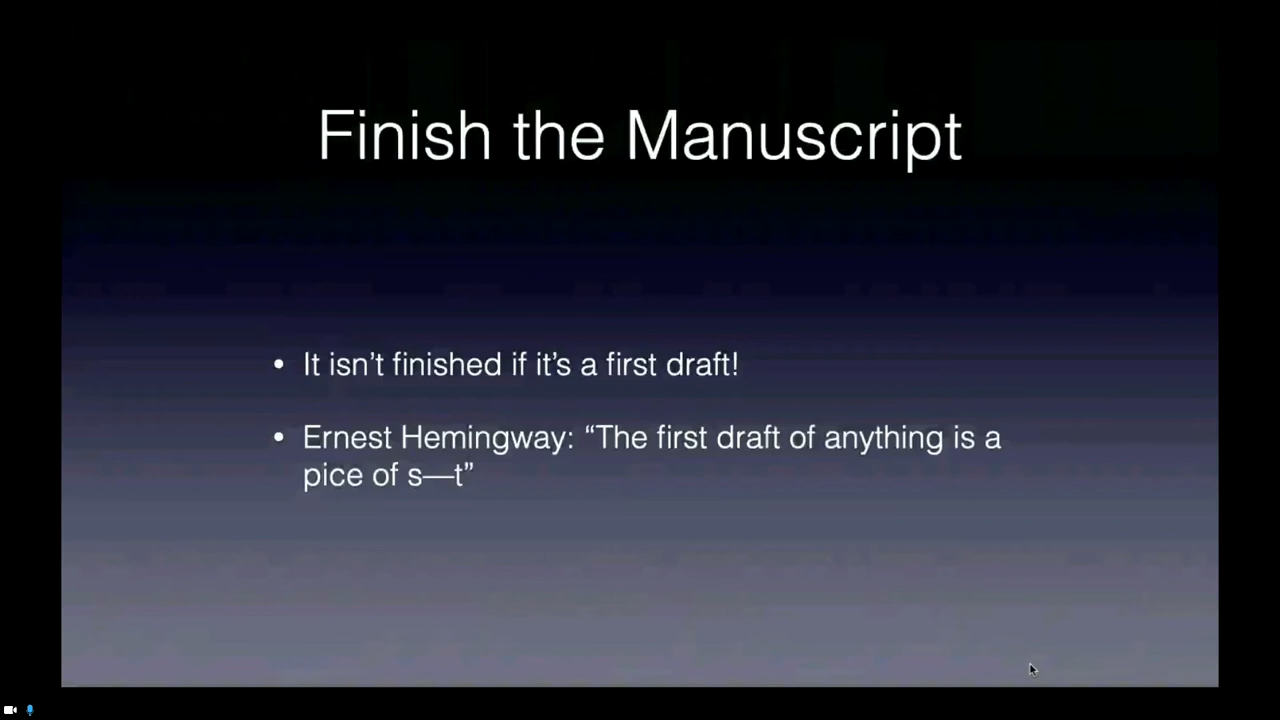 Finish the Manuscript
• It isn’t finished if it’s a first draft!
• Ernest Hemingway: “The first draft of anything is a
pice of s—t”